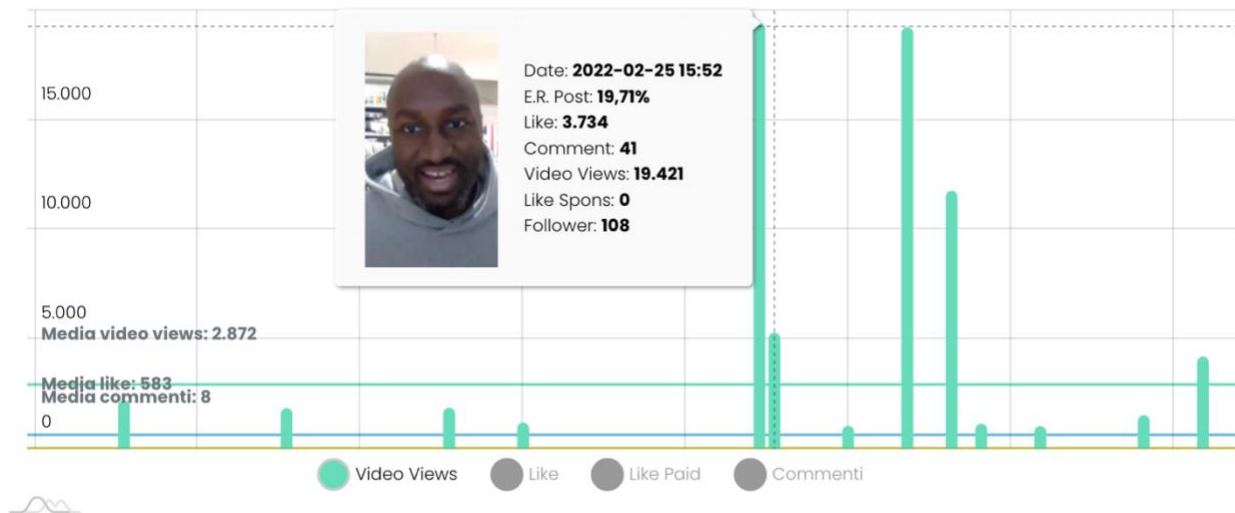 Date: 2022-02-25 15:52
E.R. Post: 19,71%
Like: 3.734
Comment: 41
Video Views: 19.421
Like Spons: 0
Follower: 108
15.000
10.000
5.000
Media video views: 2.872
Media like: 583
Media commenti: 8
0
Video Views
Like
Like Paid
Commenti